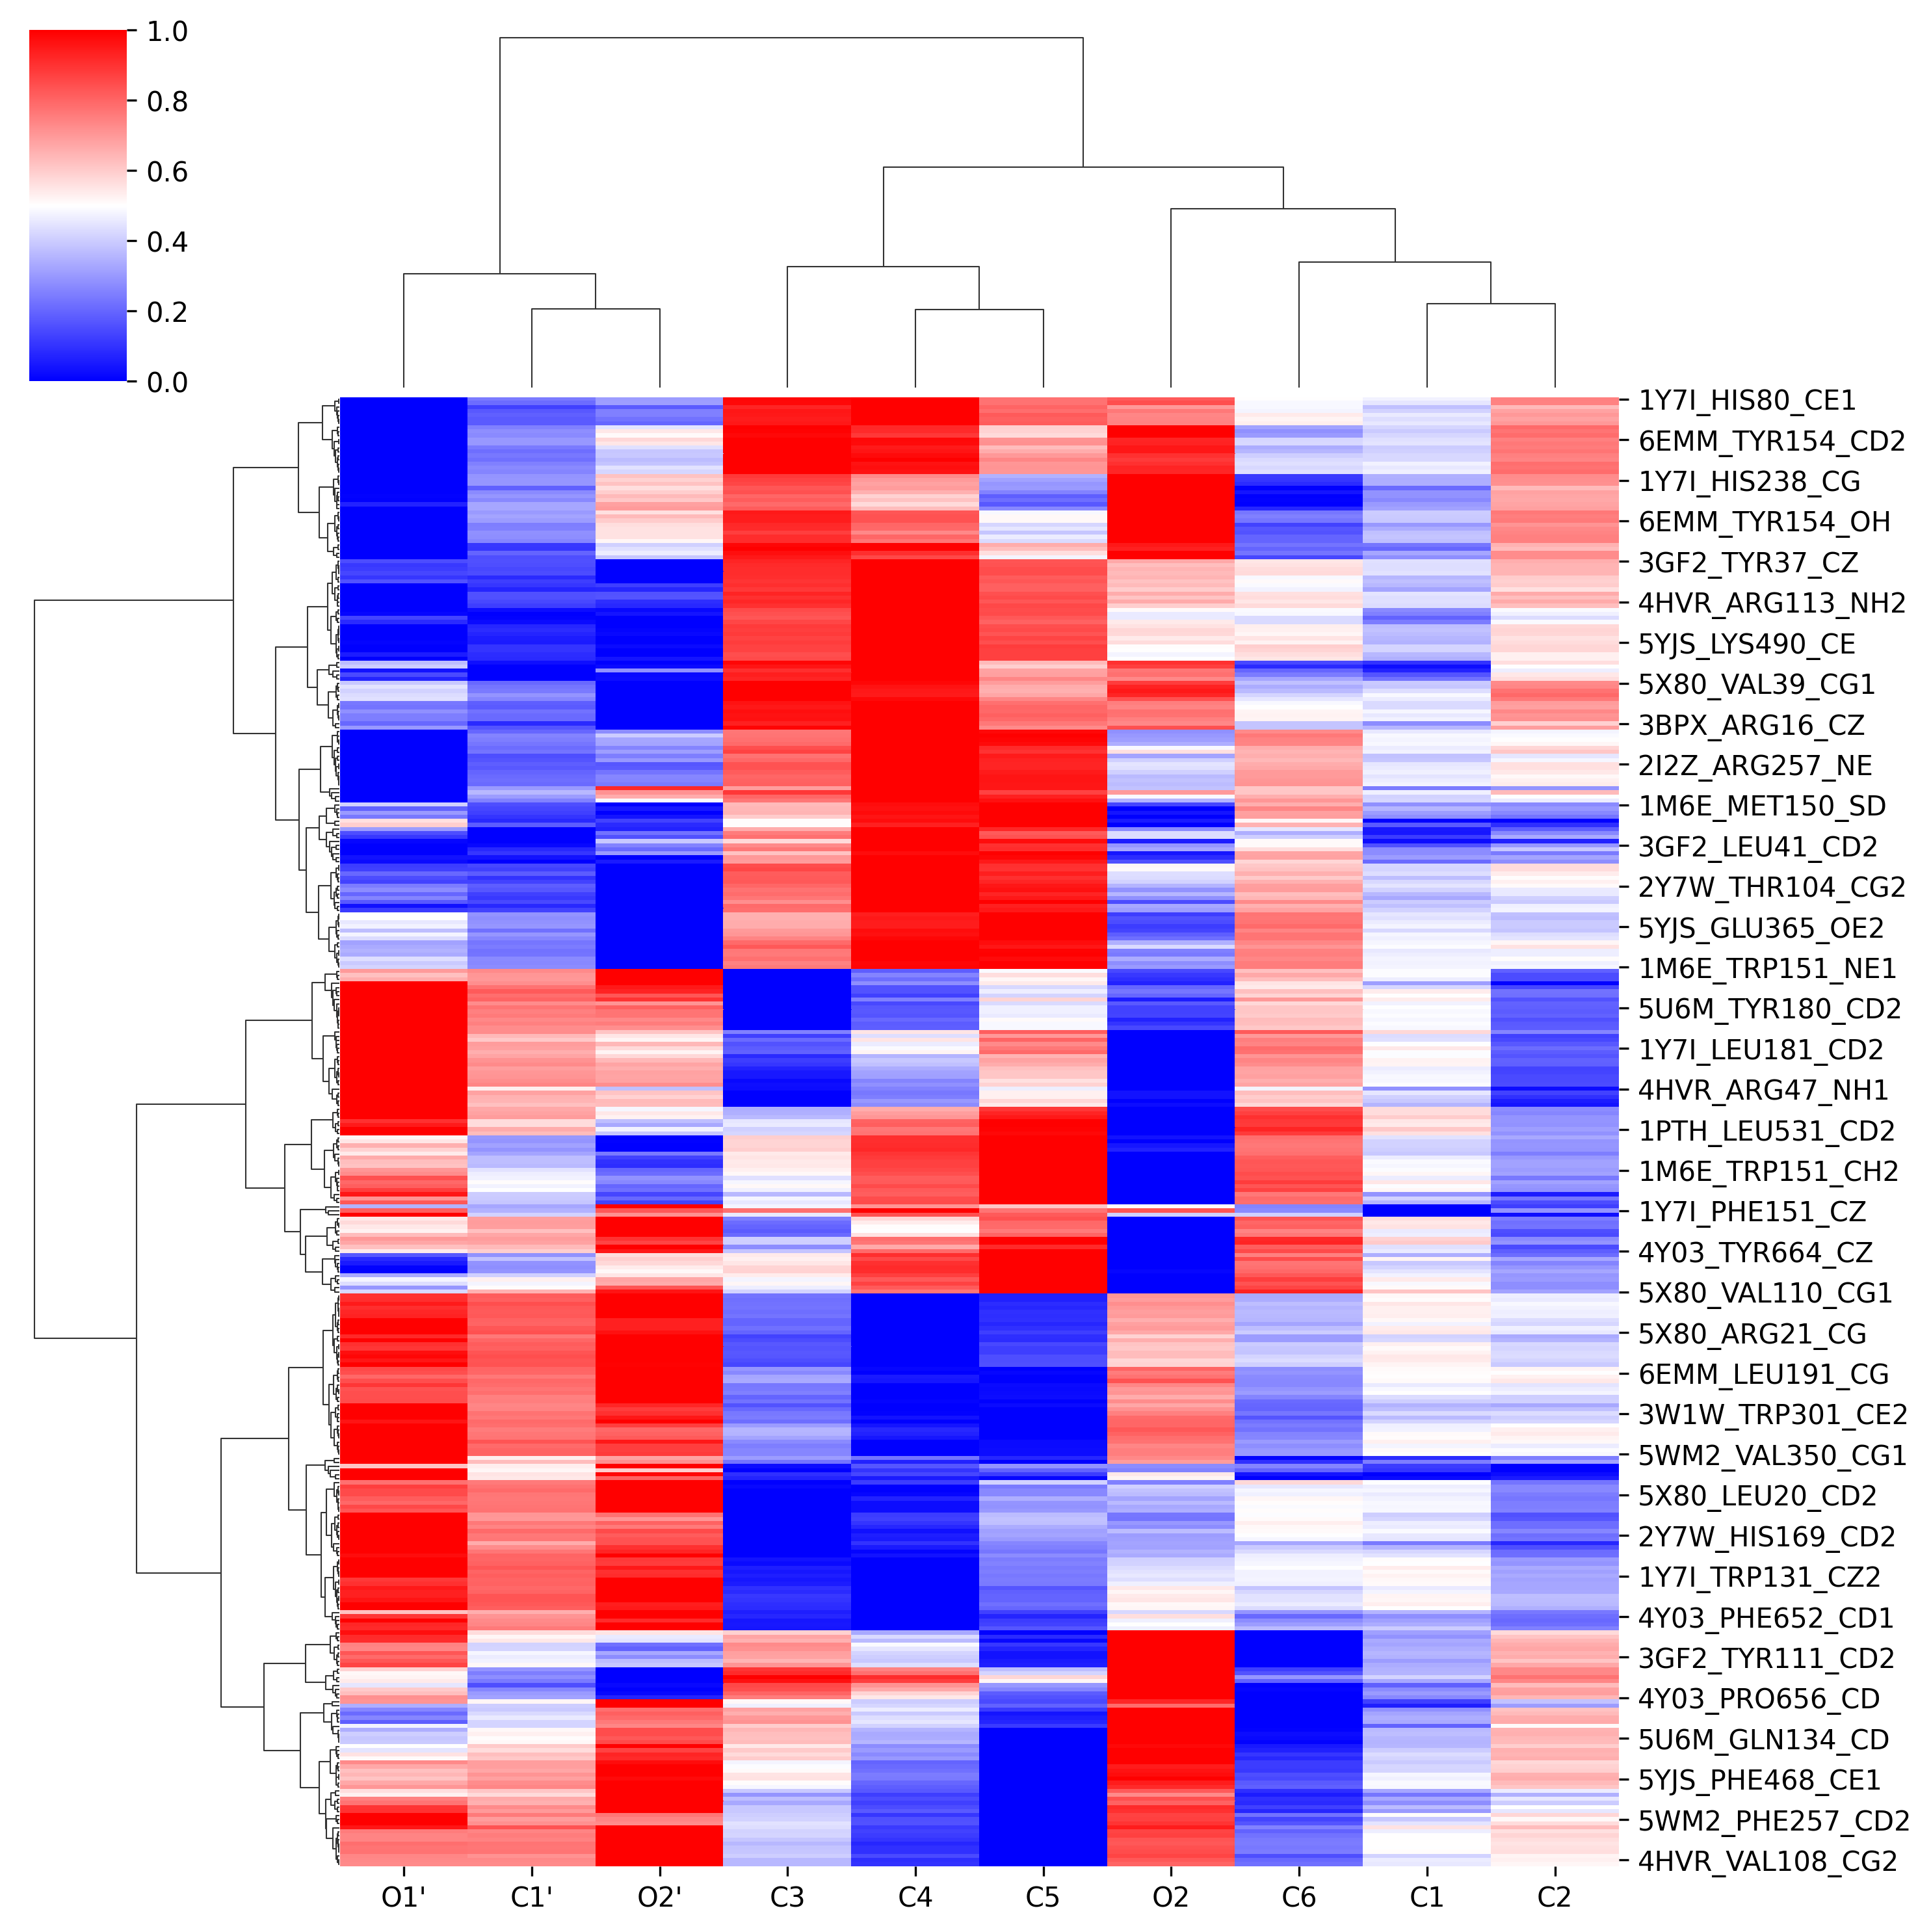 1.0
0.8
0.6
0.4
0.2
0.0
1Y7I_HIS80_CE1
6EMM_TYR154_CD2
1Y7I_HIS238_CG
6EMM_TYR154_OH
3GF2_TYR37_CZ
4HVR_ARG113_NH2
5YJS_LYS490_CE
5X80_VAL39_CG1
3BPX_ARG16_CZ
2I2Z_ARG257_NE
1M6E_MET150_SD
3GF2_LEU41_CD2
2Y7W_THR104_CG2
5YJS_GLU365_OE2
1M6E_TRP151_NE1
5U6M_TYR180_CD2
1Y7I_LEU181_CD2
4HVR_ARG47_NH1
1PTH_LEU531_CD2
1M6E_TRP151_CH2
1Y7I_PHE151_CZ
4Y03_TYR664_CZ
5X80_VAL110_CG1
5X80_ARG21_CG
6EMM_LEU191_CG
3W1W_TRP301_CE2
5WM2_VAL350_CG1
5X80_LEU20_CD2
2Y7W_HIS169_CD2
1Y7I_TRP131_CZ2
4Y03_PHE652_CD1
3GF2_TYR111_CD2
4Y03_PRO656_CD
5U6M_GLN134_CD
5YJS_PHE468_CE1
5WM2_PHE257_CD2
4HVR_VAL108_CG2
O1' C1' O2' C3 C4 C5 O2 C6 C1 C2